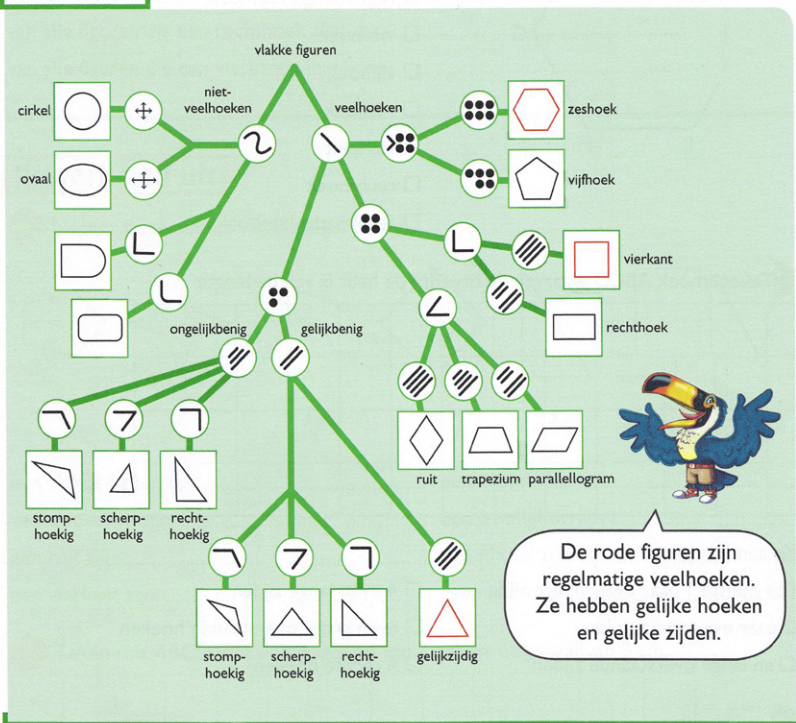 vlakke figuren
niet-
veelhoeken
veelhoeken
cirkel
zeshoek
ovaal
vijfhoek
vierkant
rechthoek
ongelijkbenig
gelijkbenig
ruit
trapezium
parallellogram
stomp-
hoekig
scherp-
hoekig
recht-
hoekig
De rode figuren zijn
regelmatige veelhoeken.
Ze hebben gelijke hoeken
en gelijke zijden.
stomp-
hoekig
scherp-
hoekig
recht-
hoekig
gelijkzijdig